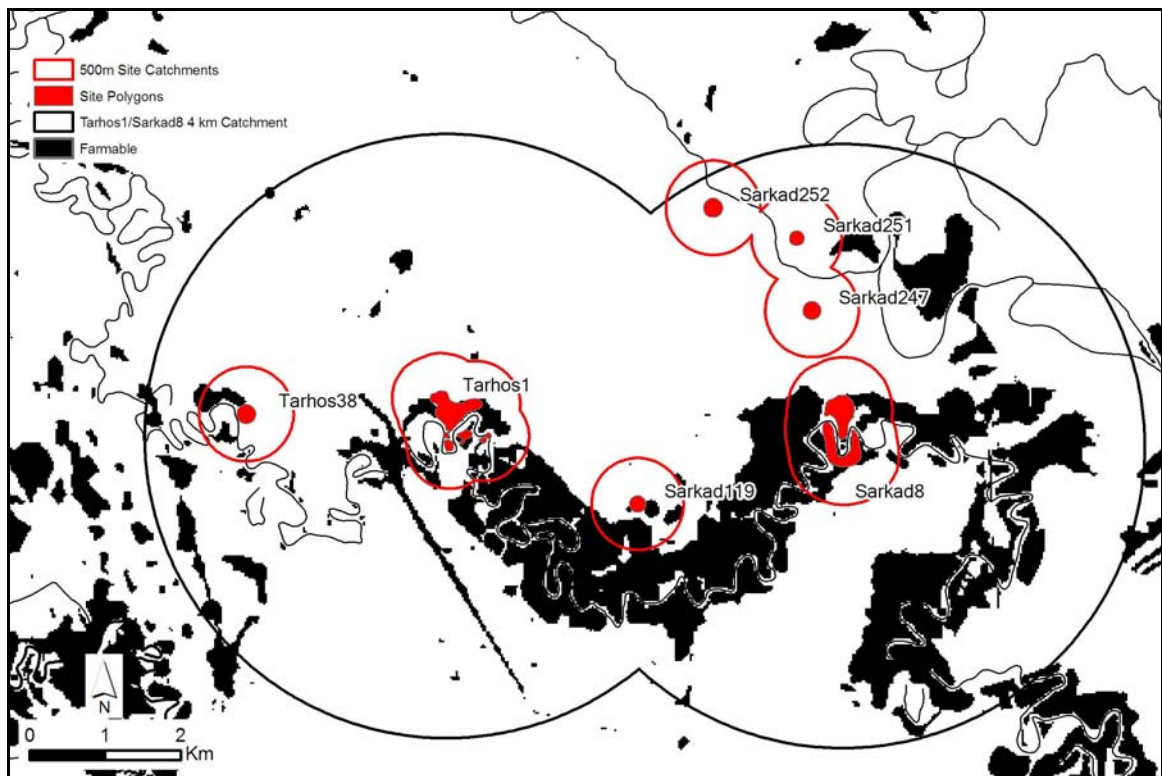 500m Site Catchments
Site Polygons
Tarhos1/Sarkad8 4 km Catchment
Farmable
Sarkad252
Sarkad251
Sarkad247
Tarhos1
Tarhos38
Sarkad119
Sarkad8
N
0 1 2
Km